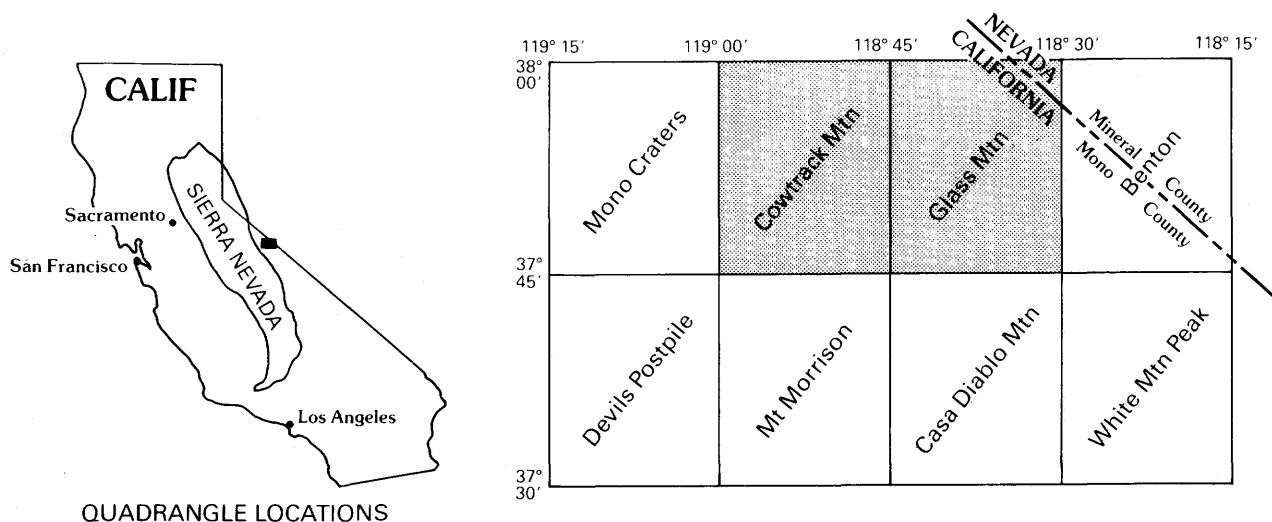 CALIF
SIERRA NEVADA
Sacramento
Sán Francisco
Los Angeles
QUADRANGLE LOCATIONS
119° 15′
119° 00′
118° 45′
118° 30′
118° 15′
38°
00′
37°
45′
37°
30′
NEVADA
CALIFORNIA
Mineral County
Mono County
Mono Craters
Cowtrack Mtn
Glass Mtn
Benton
Devils Postpile
Mt Morrison
Casa Diablo Mtn
White Mtn Peak